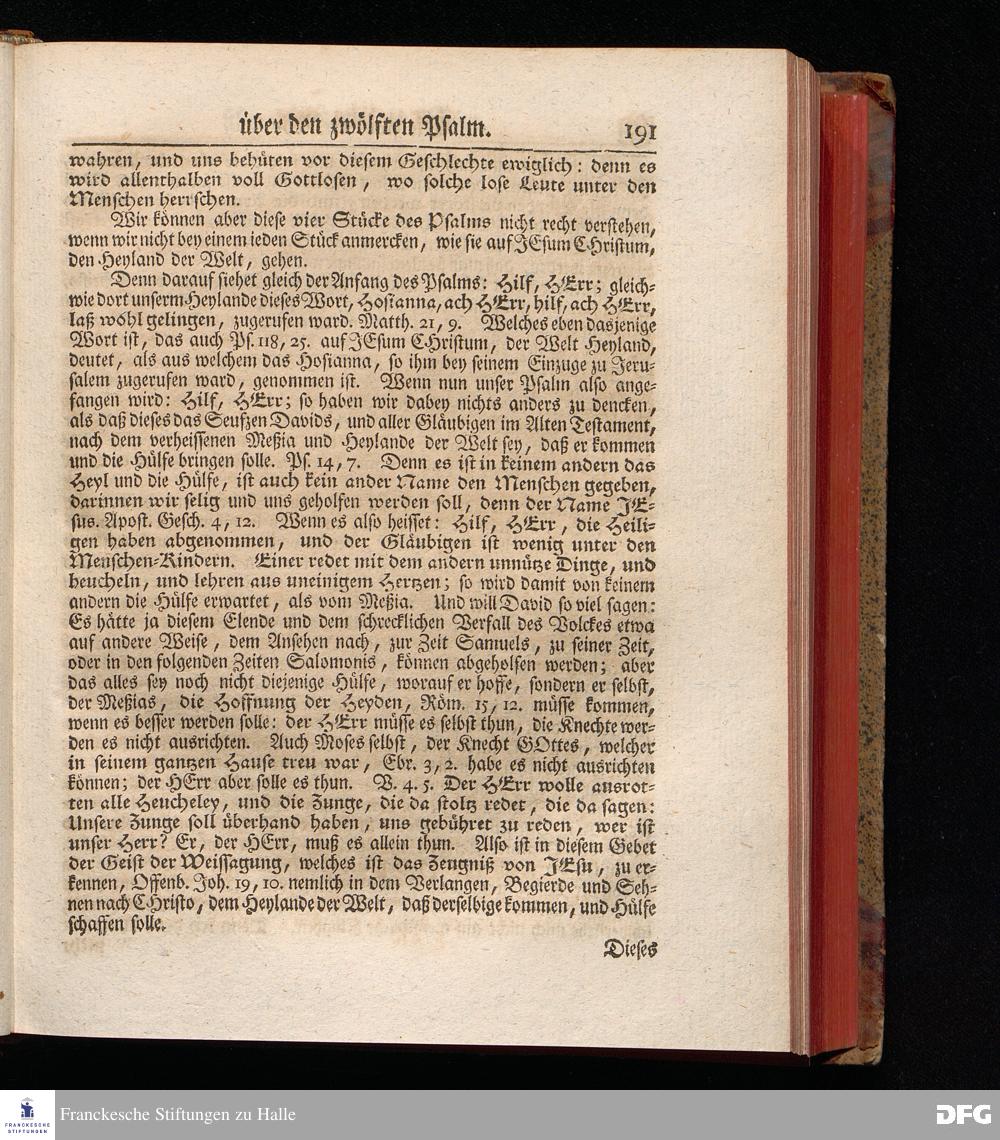 über den zwölften Psalm. 191
wahren, und uns behüten vor diesem Geschlechte ewiglich: denn es
wird allenthalben voll Gottlosen, wo solche lose Leute unter den
Menschen herrschen.
Wir können aber diese vier Stücke des Psalms nicht recht verstehen,
wenn wir nicht bey einem ieden Stück anmercken, wie sie auf JEsum CHristum,
den Heyland der Welt, gehen.
Denn darauf siehet gleich der Anfang des Psalms: Hilf, HErr; gleich-
wie dort unserm Heylande dieses Wort, Hosianna, ach HErr, hilf, ach HErr,
laß wohl gelingen, zugerufen ward. Matth. 21, 9. Welches eben dasjenige
Wort ist, das auch Ps. 118, 25. auf JEsum CHristum, der Welt Heyland,
deutet, als aus welchem das Hosianna, so ihm bey seinem Einzuge zu Jeru-
salem zugerufen ward, genommen ist. Wenn nun unser Psalm also ange-
fangen wird: Hilf, HErr; so haben wir dabey nichts anders zu dencken,
als daß dieses das Seufzen Davids, und aller Gläubigen im Alten Testament,
nach dem verheissenen Meßia und Heylande der Welt sey, daß er kommen
und die Hülfe bringen solle. Ps. 14, 7. Denn es ist in keinem andern das
Heyl und die Hülfe, ist auch kein ander Name den Menschen gegeben,
darinnen wir selig und uns geholfen werden soll, denn der Name JE-
sus. Apost. Gesch. 4, 12. Wenn es also heisset: Hilf, HErr, die Heili-
gen haben abgenommen, und der Gläubigen ist wenig unter den
Menschen-Kindern. Einer redet mit dem andern unnütze Dinge, und
heucheln, und lehren aus uneinigem Hertzen; so wird damit von keinem
andern die Hülfe erwartet, als vom Meßia. Und will David so viel sagen:
Es hätte ja diesem Elende und dem schrecklichen Verfall des Volckes etwa
auf andere Weise, dem Ansehen nach, zur Zeit Samuels, zu seiner Zeit,
oder in den folgenden Zeiten Salomonis, können abgeholfen werden; aber
das alles sey noch nicht diejenige Hülfe, worauf er hoffe, sondern er selbst,
der Meßias, die Hoffnung der Heyden, Röm. 15, 12. müsse kommen,
wenn es besser werden solle: der HErr müsse es selbst thun, die Knechte wer-
den es nicht ausrichten. Auch Moses selbst, der Knecht GOttes, welcher
in seinem gantzen Hause treu war, Ebr. 3, 2. habe es nicht ausrichten
können; der HErr aber solle es thun. V. 4. 5. Der HErr wolle ausrot-
ten alle Heucheley, und die Zunge, die da stoltz redet, die da sagen:
Unsere Zunge soll überhand haben, uns gebühret zu reden, wer ist
unser Herr? Er, der HErr, muß es allein thun. Also ist in diesem Gebet
der Geist der Weissagung, welches ist das Zeugniß von JEsu, zu er-
kennen, Offenb. Joh. 19, 10. nemlich in dem Verlangen, Begierde und Seh-
nen nach CHristo, dem Heylande der Welt, daß derselbige kommen, und Hülfe
schaffen solle.
Dieses
FRANCKESCHE
STIFTUNGEN
Franckesche Stiftungen zu Halle
DFG